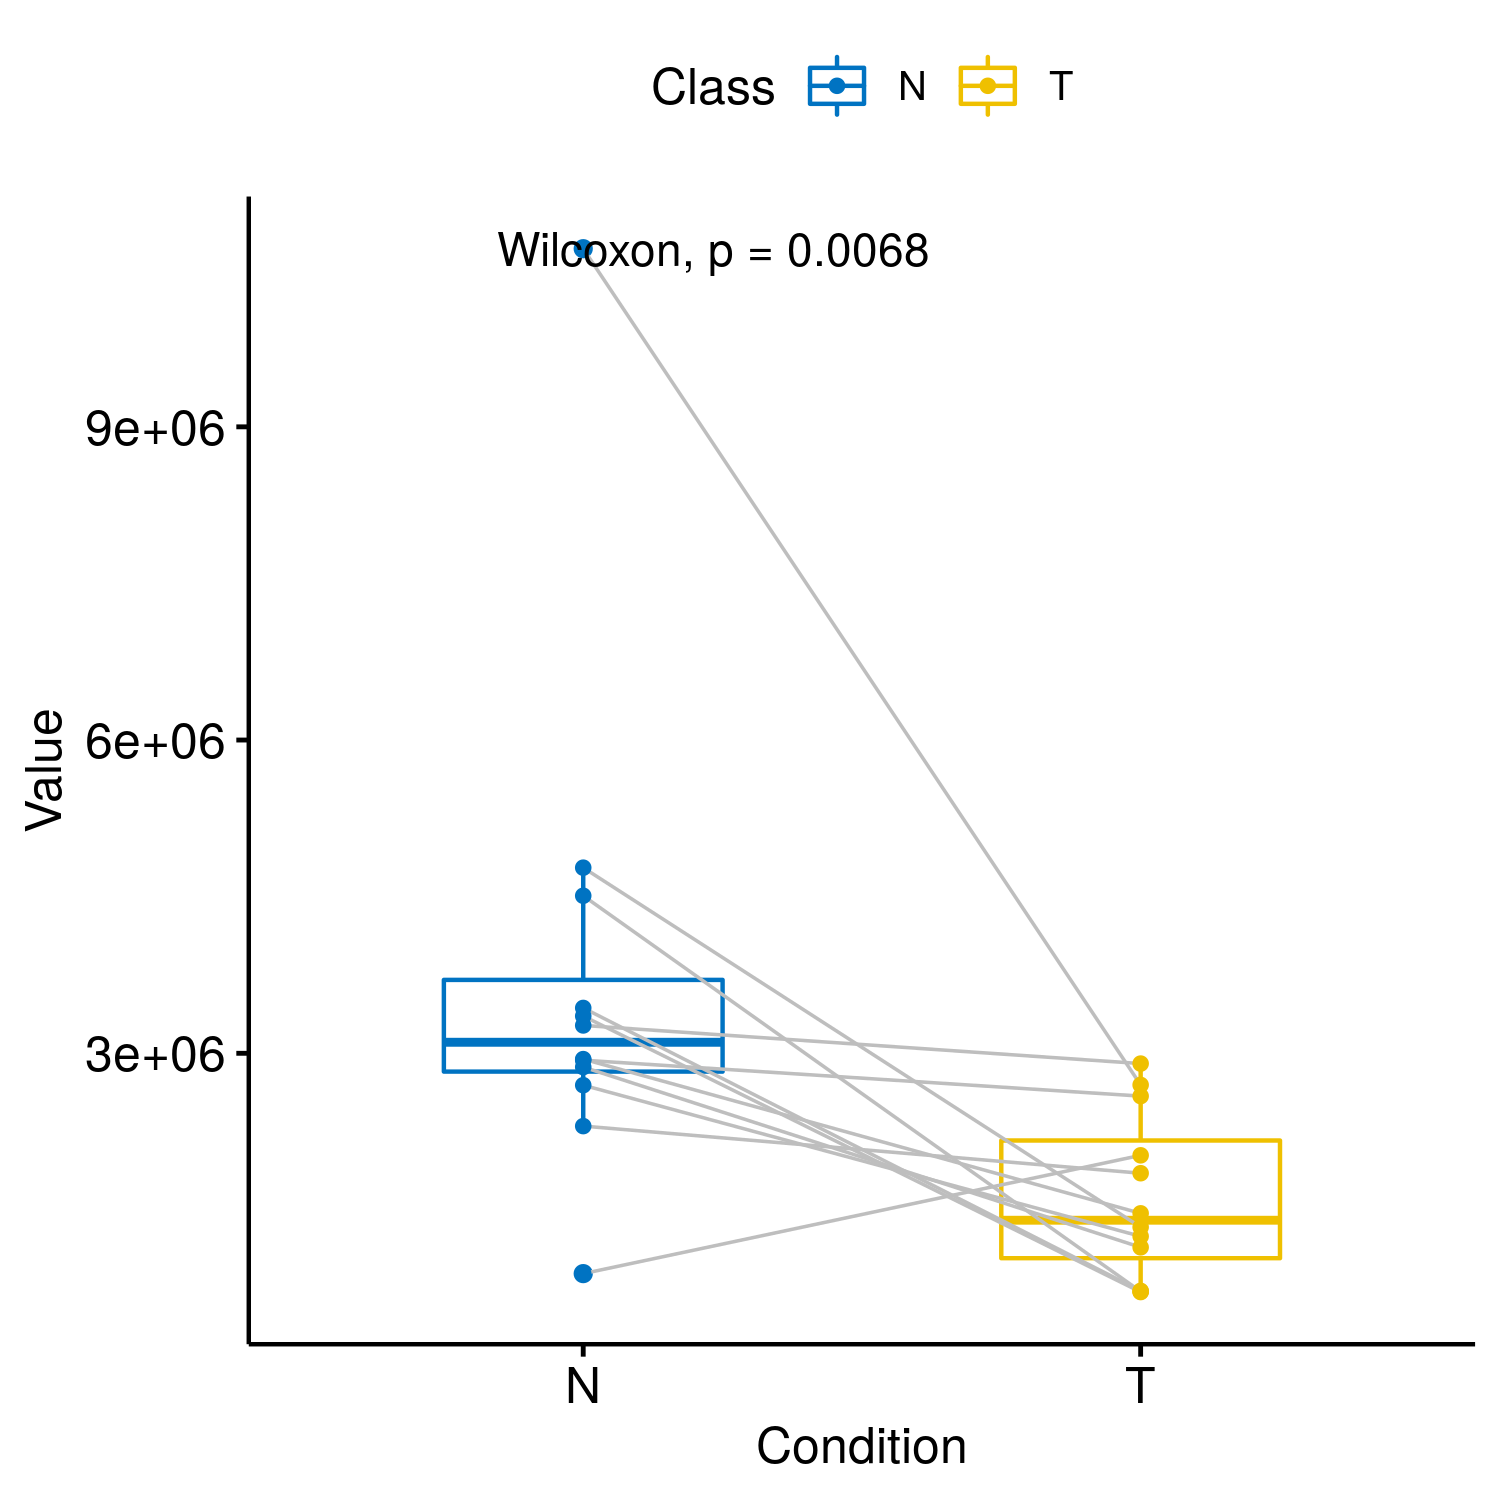 Class N T
Wilcoxon, p = 0.0068
9e+06
6e+06
3e+06
Value
N T
Condition